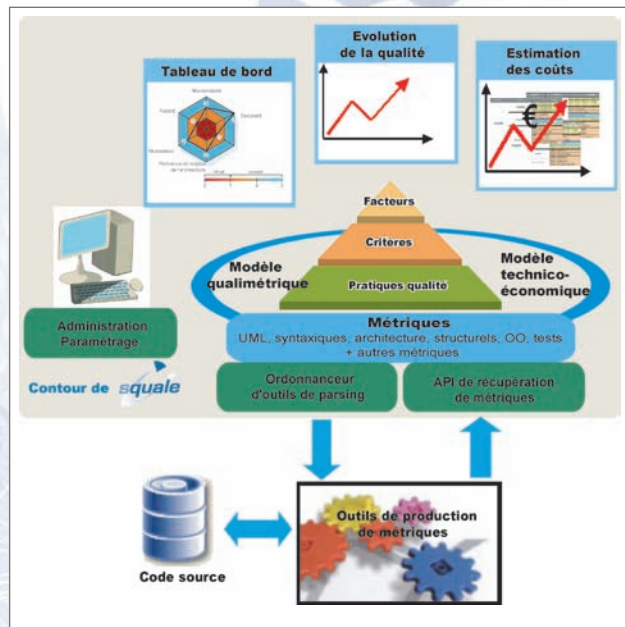 Tableau de bord
Evolution
de la qualité
Estimation
des coûts
€
Facteurs
Critères
Pratiques qualité
Modèle
qualimétrique
Modèle
technico-
économique
Métriques
UML, syntaxiques, architecture, structurels, OO, tests
+ autres métriques
Administration
Paramétrage
Contour de squale
Ordonnanceur
d'outils de parsing
API de récupération
de métriques
Outils de production
de métriques
Code source